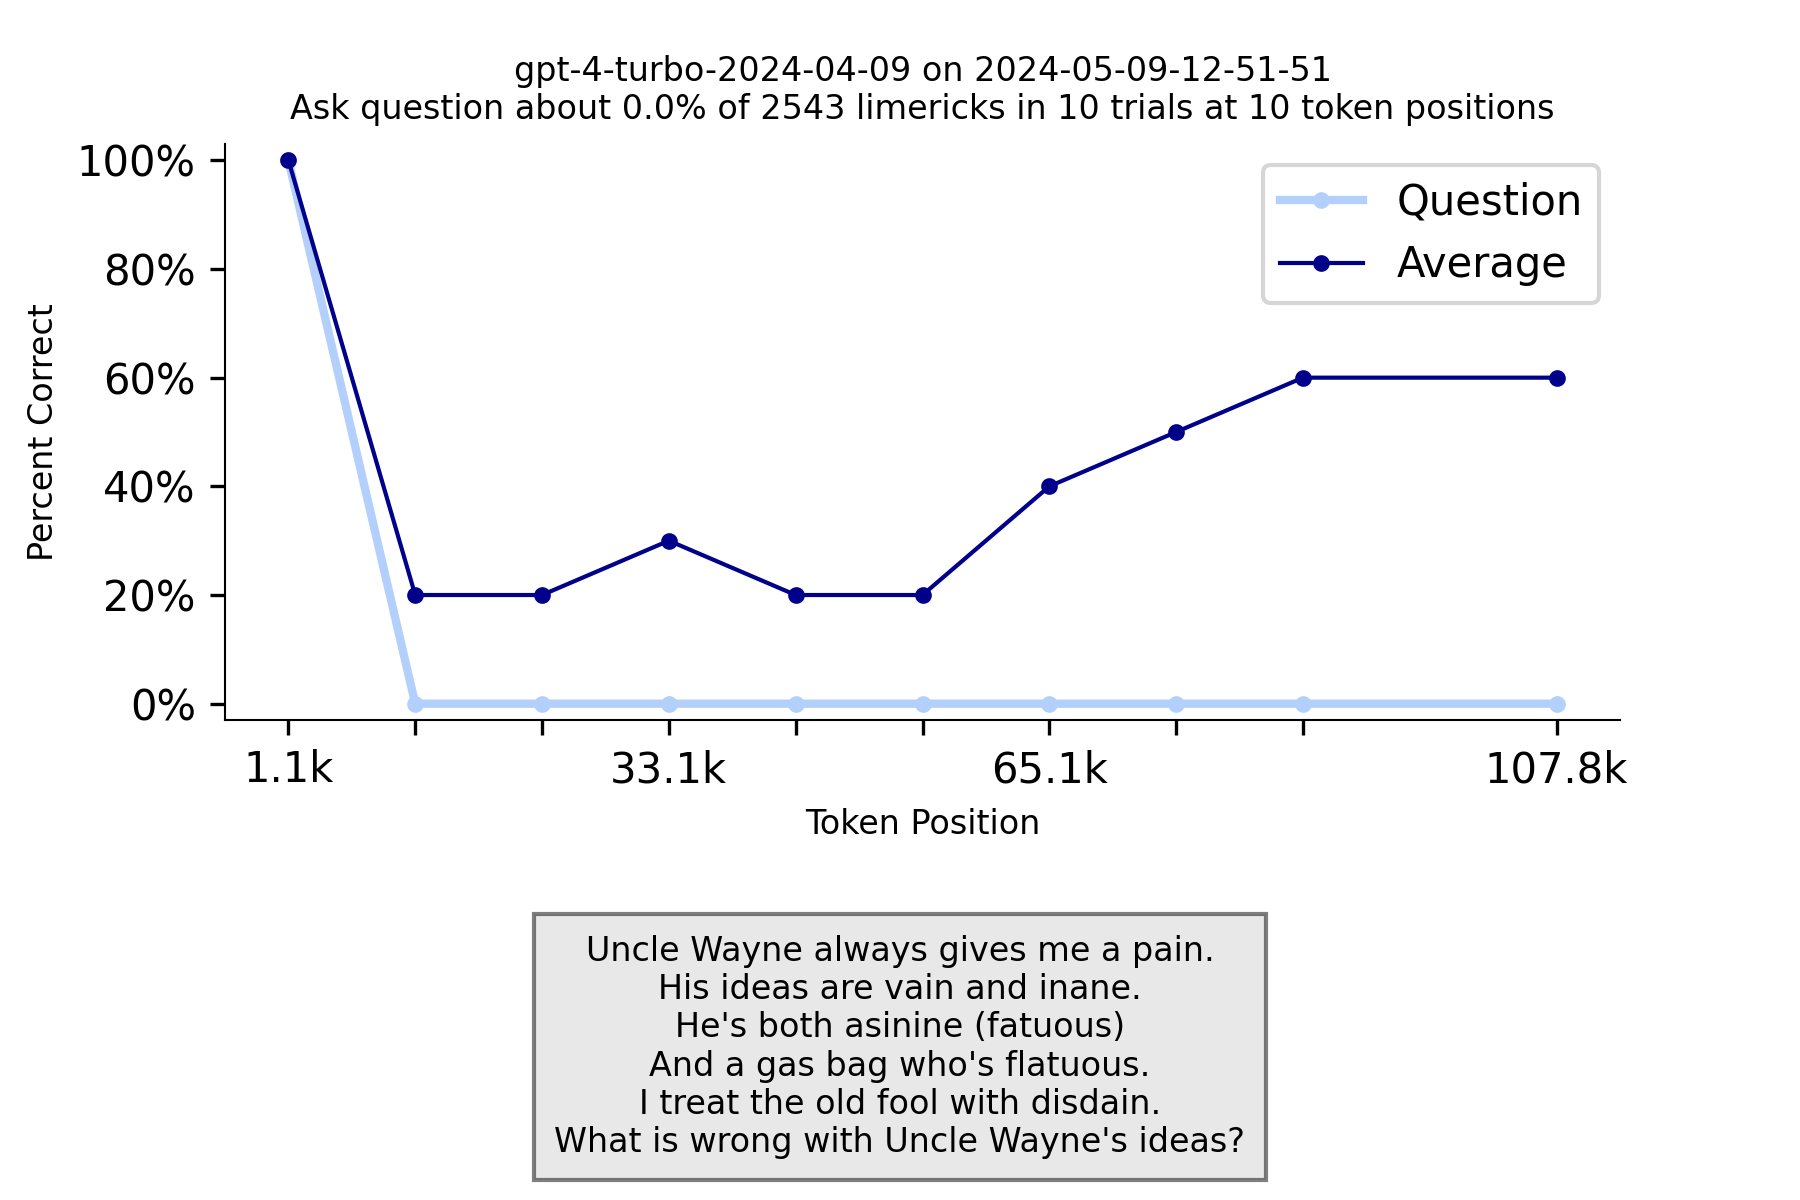 gpt-4-turbo-2024-04-09 on 2024-05-09-12-51-51
Ask question about 0.0% of 2543 limericks in 10 trials at 10 token positions
100%
80%
60%
40%
20%
0%
Percent Correct
Question
Average
1.1k
33.1k
65.1k
107.8k
Token Position
Uncle Wayne always gives me a pain.
His ideas are vain and inane.
He's both asinine (fatuous)
And a gas bag who's flatuous.
I treat the old fool with disdain.
What is wrong with Uncle Wayne's ideas?